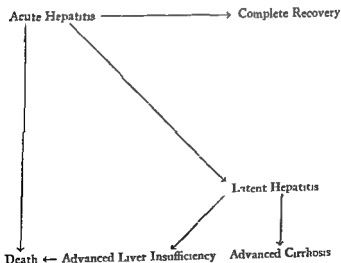 Acute Hepatitis → Complete Recovery
Latent Hepatitis
Death ← Advanced Liver Insufficiency Advanced Cirrhosis